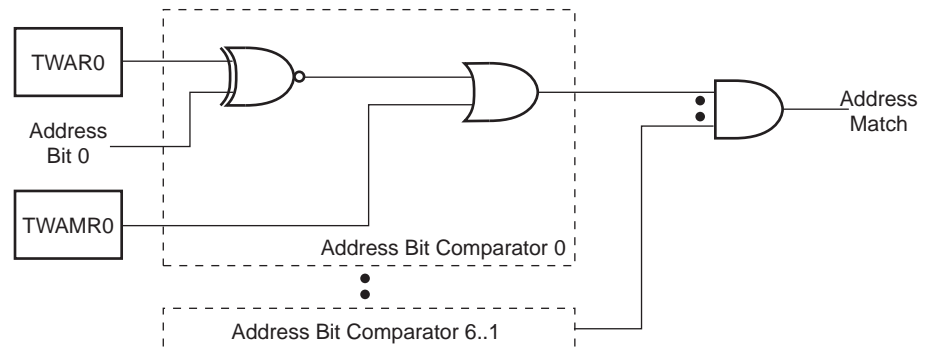 TWAR0
Address
Bit 0
TWAMR0
Address Bit Comparator 0
Address
Match
Address Bit Comparator 6..1